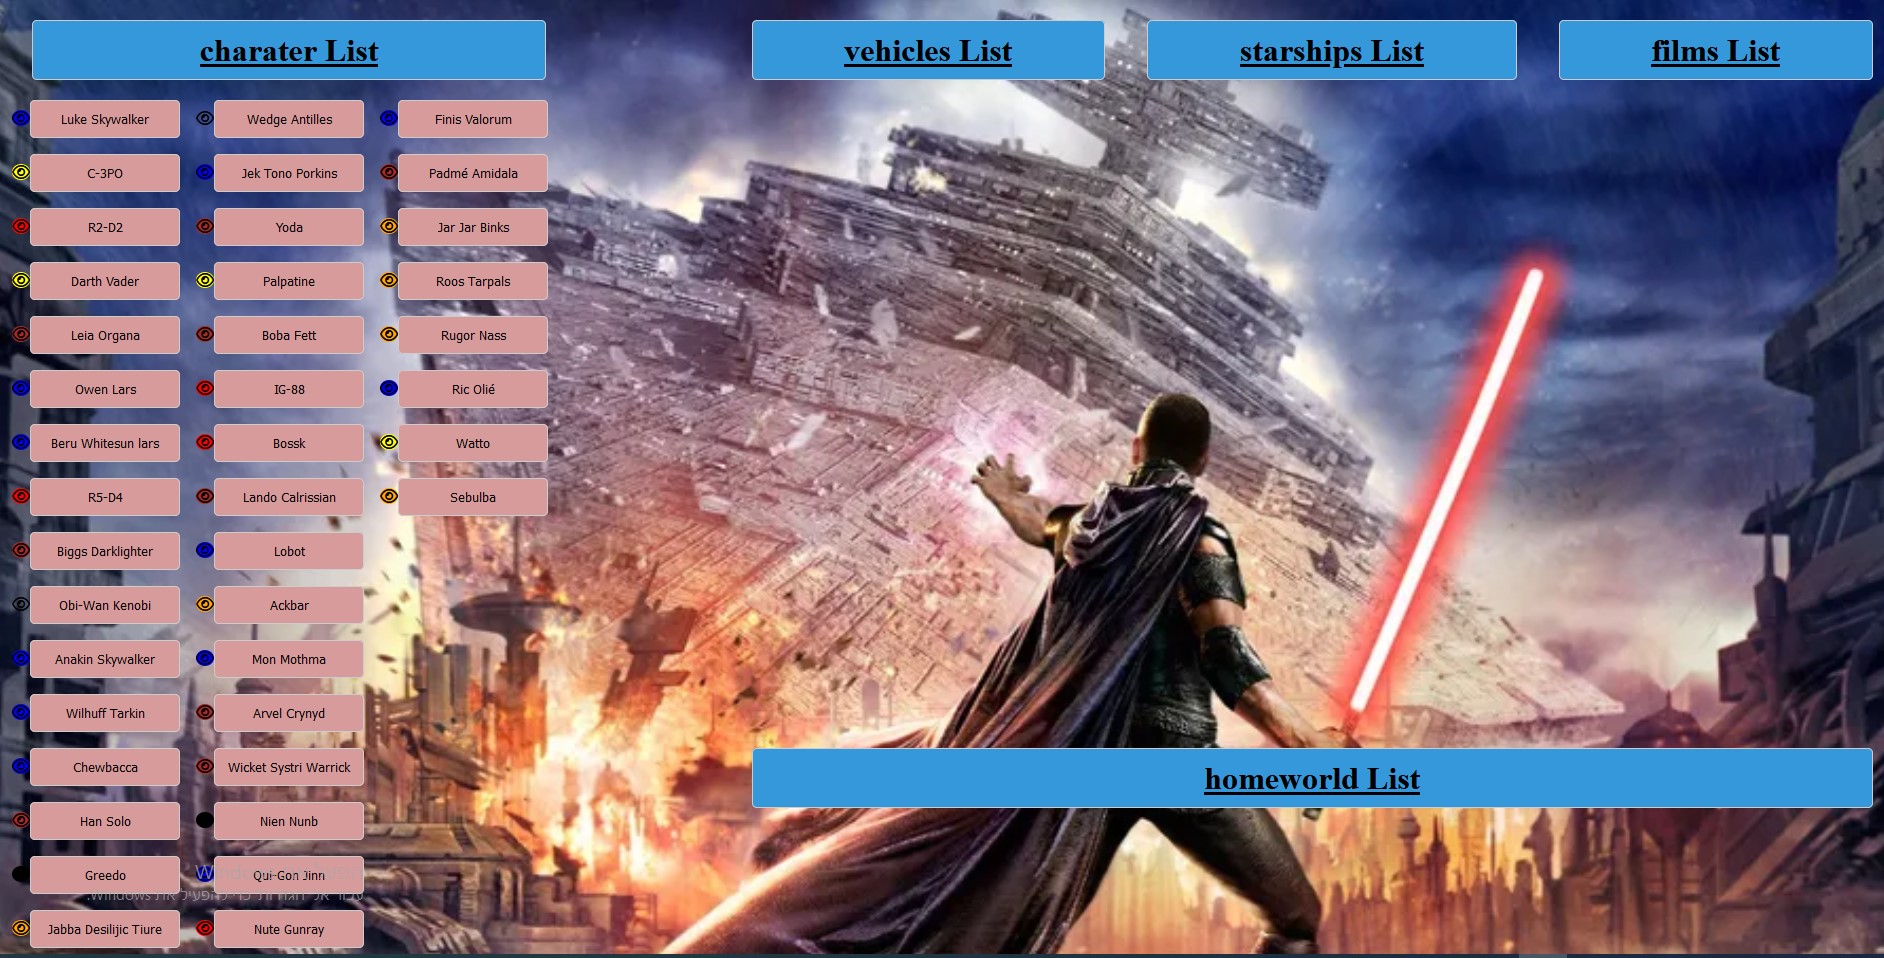 charater List
vehicles List
starships List
films List
Luke Skywalker
Wedge Antilles
Finis Valorum
C-3PO
Jek Tono Porkins
Padmé Amidala
R2-D2
Yoda
Jar Jar Binks
Darth Vader
Palpatine
Roos Tarpals
Leia Organa
Boba Fett
Rugor Nass
Owen Lars
IG-88
Ric Olié
Beru Whitesun lars
Bossk
Watto
R5-D4
Lando Calrissian
Sebulba
Biggs Darklighter
Lobot
Obi-Wan Kenobi
Ackbar
Anakin Skywalker
Mon Mothma
Wilhuff Tarkin
Arvel Crynyd
Chewbacca
Wicket Systri Warrick
homeworld List
Han Solo
Nien Nunb
Greedo
Qui-Gon Jinn
את Windows.
Jabba Desilijic Tiure
Nute Gunray